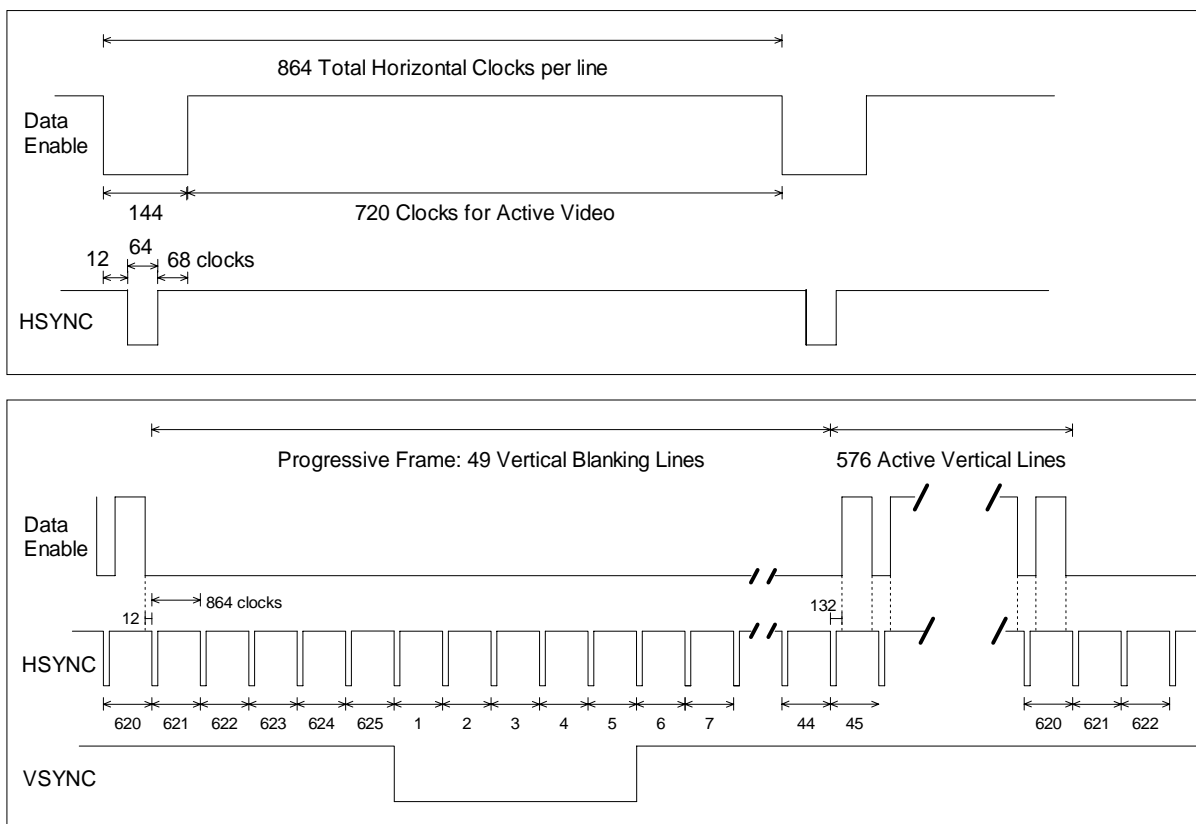 864 Total Horizontal Clocks per line
Data
Enable
144
720 Clocks for Active Video
64
12
68 clocks
HSYNC
Progressive Frame: 49 Vertical Blanking Lines
576 Active Vertical Lines
Data
Enable
12
864 clocks
132
HSYNC
620 621 622 623 624 625 1 2 3 4 5 6 7 44 45 620 621 622
VSYNC